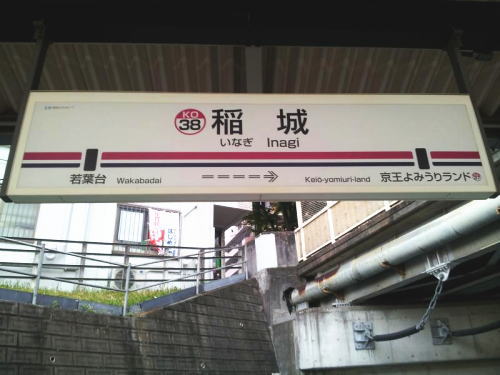 KO
38
稲城
いなぎ Inagi
若葉台 Wakabadai
Keiō-yomiuri-land 京王よみうりランド